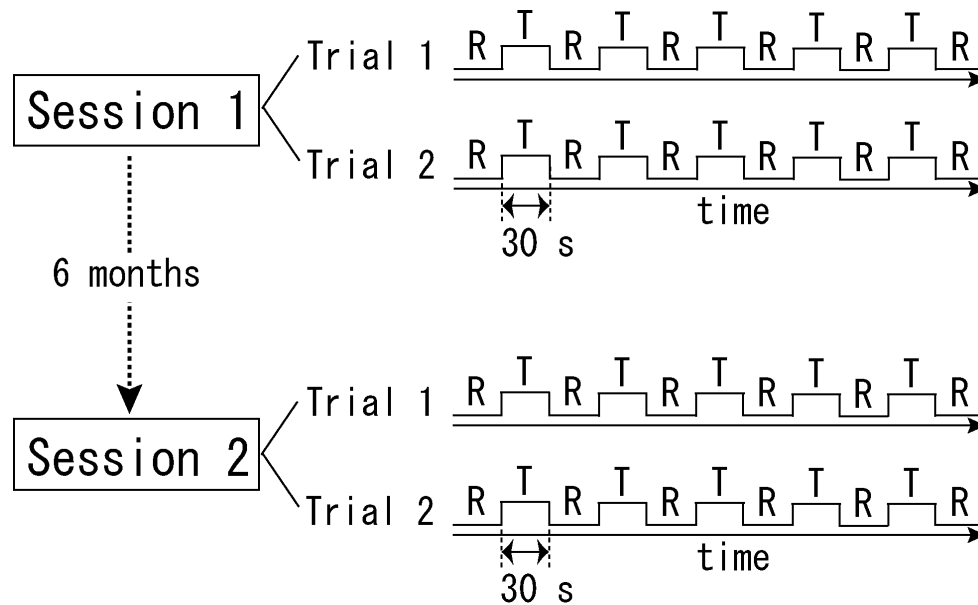 Session 1
Trial 1
R T R T R T R T R T R
Trial 2
R T R T R T R T R T R
30 s
time
6 months
Session 2
Trial 1
R T R T R T R T R T R
Trial 2
R T R T R T R T R T R
30 s
time